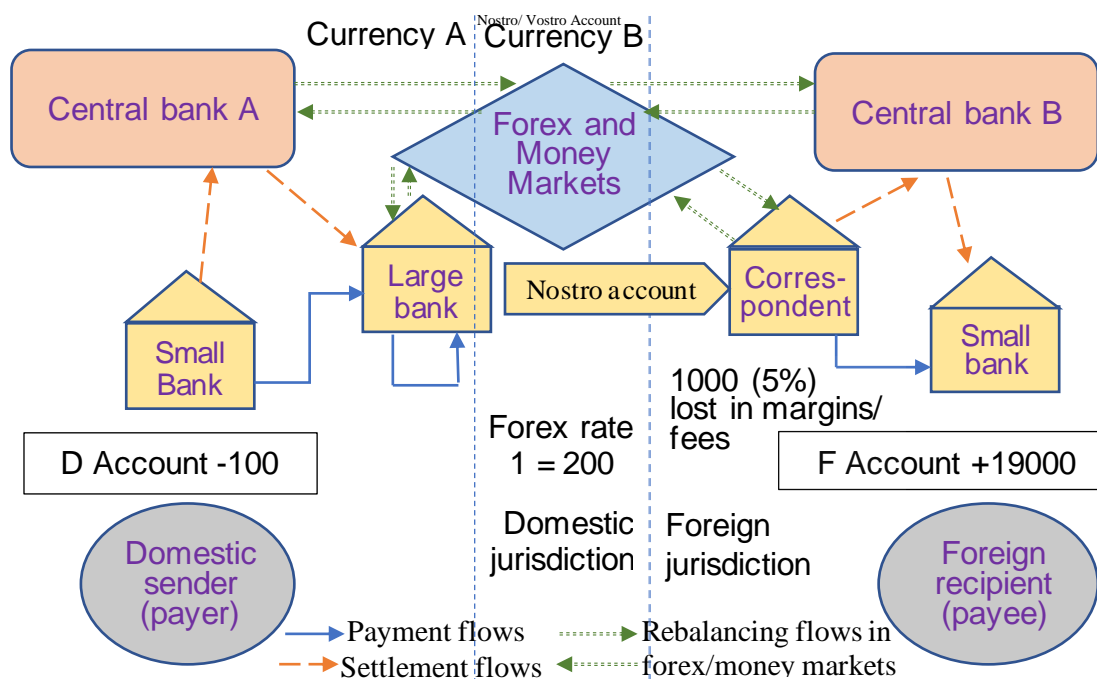 Nostro/ Vostro Account
Currency A
Currency B
Central bank A
Central bank B
Forex and
Money
Markets
Large
bank
Nostro account
Corres-
pondent
Small
Bank
Small
bank
1000 (5%)
lost in margins/
fees
Forex rate
1 = 200
D Account -100
F Account +19000
Domestic
jurisdiction
Foreign
jurisdiction
Domestic
sender
(payer)
Foreign
recipient
(payee)
Payment flows
Settlement flows
Rebalancing flows in
forex/money markets